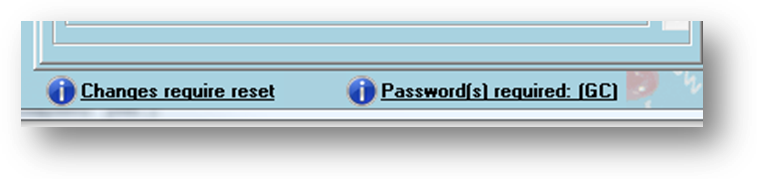 Changes require reset
Password(s) required: (GC)